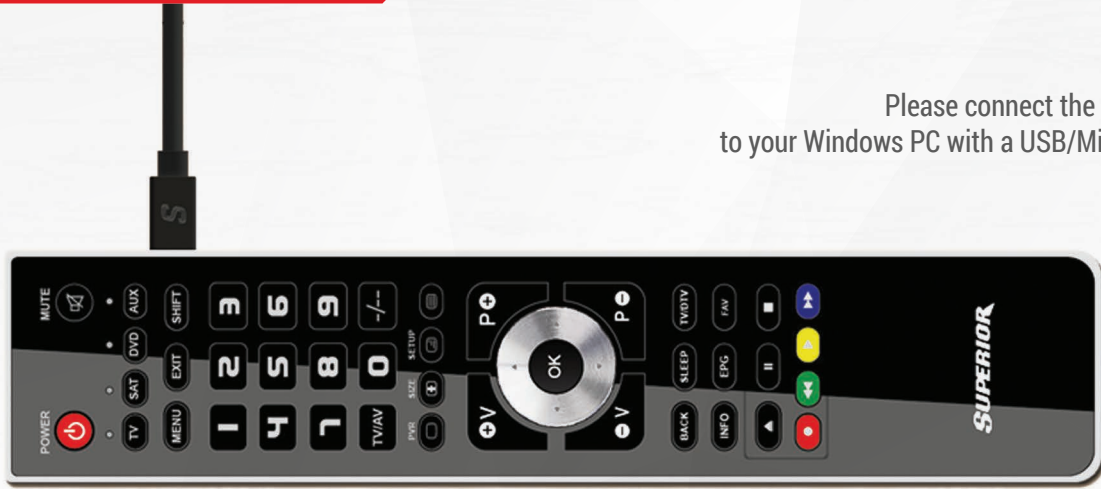 Please connect the
to your Windows PC with a USB/Mi
S
POWER
MUTE
TV SAT DVD AUX
MENU EXIT SHIFT
1 2 3
4 5 6
7 8 9
TV/AV 0 -/--
PVR SIZE SETUP
+V P+
OK
-V P-
BACK SLEEP TV/DTV
INFO EPG FAV
SUPERIOR